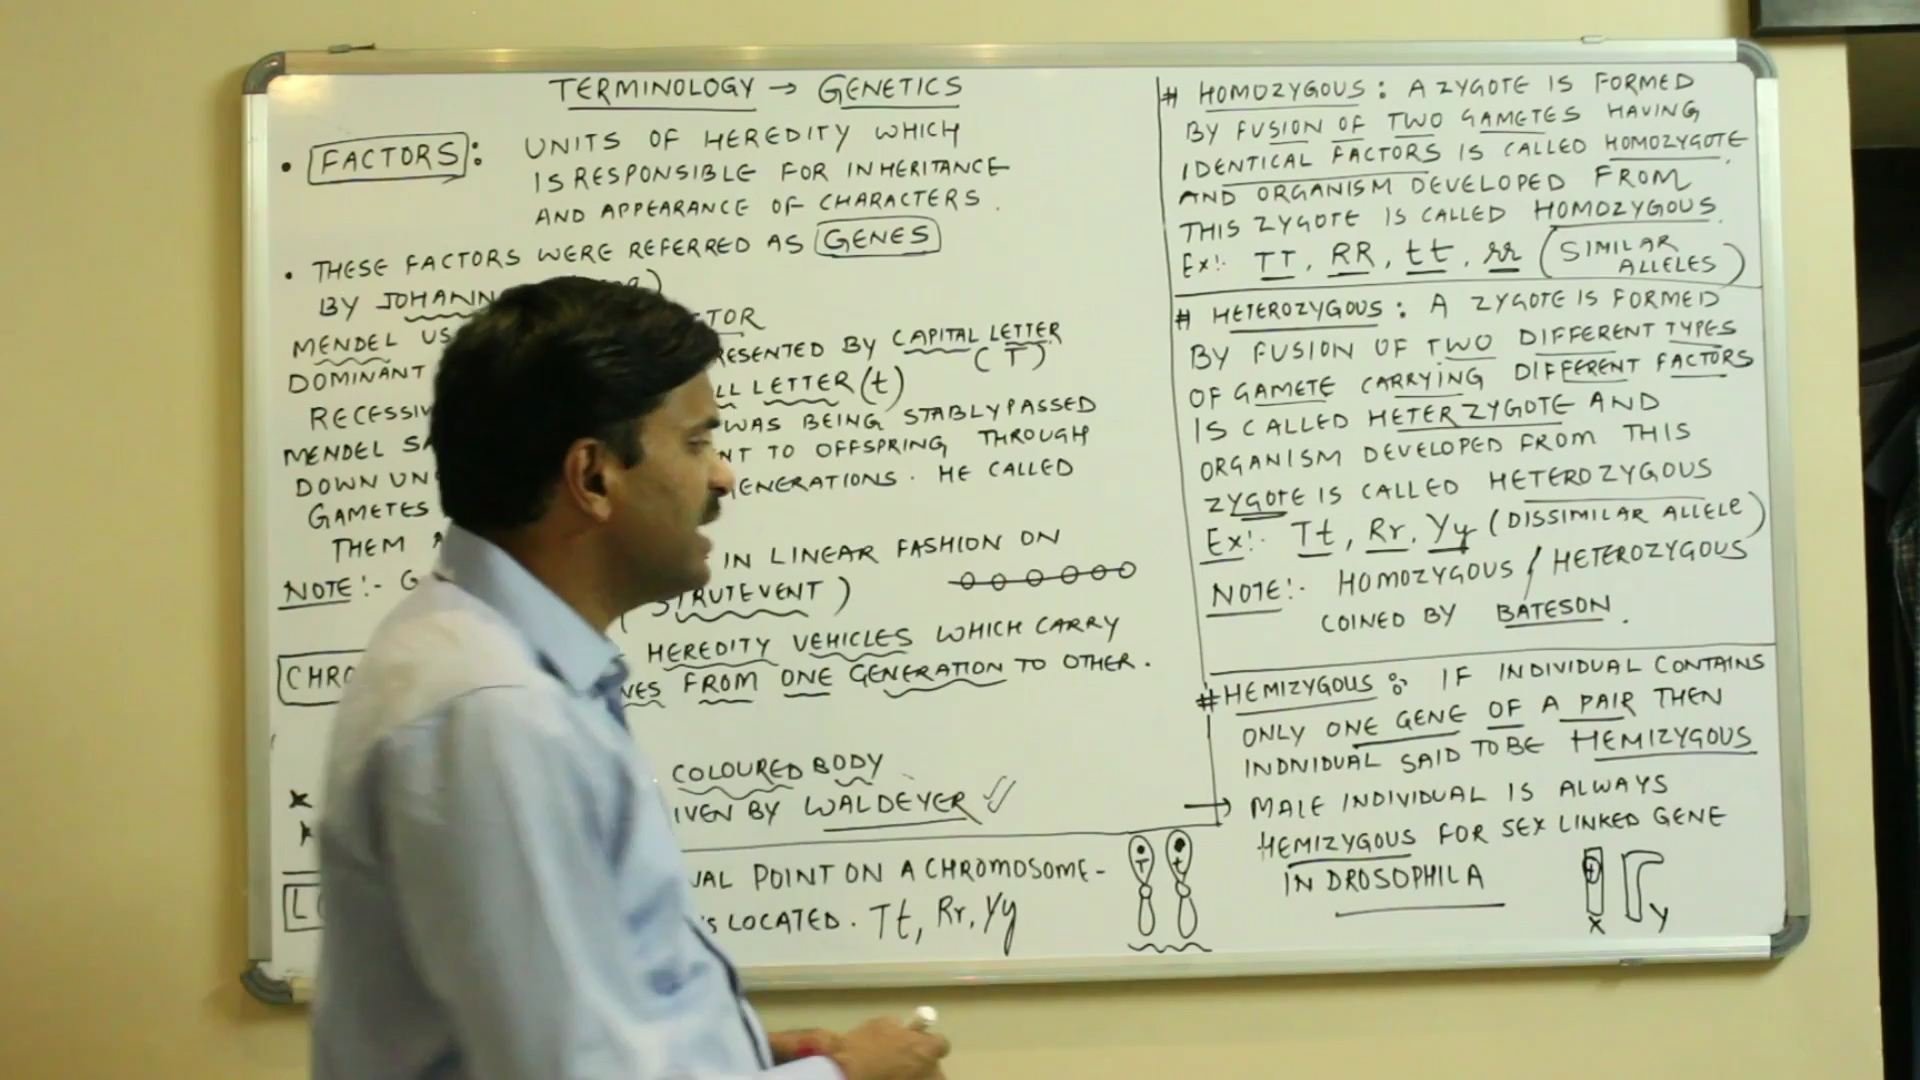 TERMINOLOGY → GENETICS
• FACTORS: UNITS OF HEREDITY WHICH
IS RESPONSIBLE FOR INHERITANCE
AND APPEARANCE OF CHARACTERS.
• THESE FACTORS WERE REFERRED AS GENES
BY JOHANN
MENDEL US CTOR
DOMINANT RESENTED BY CAPITAL LETTER
(T)
RECESSIV LL LETTER (t)
MENDEL SA WAS BEING STABLY PASSED
DOWN UN NT TO OFFSPRING THROUGH
GAMETES GENERATIONS. HE CALLED
THEM
NOTE:- G IN LINEAR FASHION ON
STRUTEVENT)
CHRO HEREDITY VEHICLES WHICH CARRY
NES FROM ONE GENERATION TO OTHER.
COLOURED BODY
IVEN BY WALDEYER
UAL POINT ON A CHROMOSOME-
L 'S LOCATED. Tt, Rr, Yy
T t
# HOMOZYGOUS: A ZYGOTE IS FORMED
BY FUSION OF TWO GAMETES HAVING
IDENTICAL FACTORS IS CALLED HOMOZYGOTE
AND ORGANISM DEVELOPED FROM
THIS ZYGOTE IS CALLED HOMOZYGOUS.
Ex:. TT, RR, tt, rr (SIMILAR
ALLELES)
# HETEROZYGOUS: A ZYGOTE IS FORMED
BY FUSION OF TWO DIFFERENT TYPES
OF GAMETE CARRYING DIFFERENT FACTORS
IS CALLED HETERZYGOTE AND
ORGANISM DEVELOPED FROM THIS
ZYGOTE IS CALLED HETEROZYGOUS
Ex:. Tt, Rr, Yy (DISSIMILAR ALLELE)
NOTE:- HOMOZYGOUS / HETEROZYGOUS
COINED BY BATESON.
# HEMIZYGOUS: IF INDIVIDUAL CONTAINS
ONLY ONE GENE OF A PAIR THEN
INDIVIDUAL SAID TO BE HEMIZYGOUS
→ MALE INDIVIDUAL IS ALWAYS
HEMIZYGOUS FOR SEX LINKED GENE
IN DROSOPHILA
+
X Y